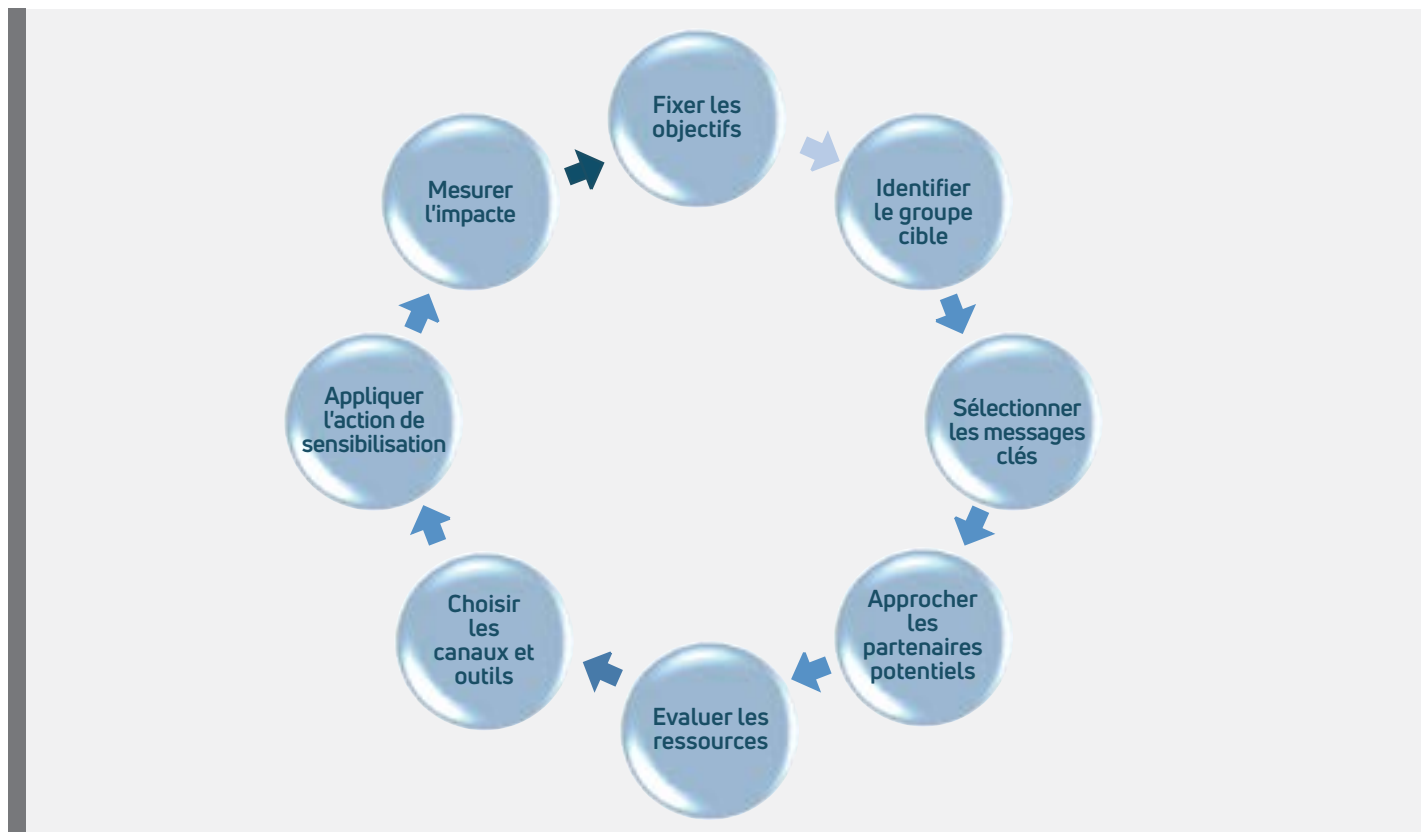 Fixer les
objectifs
Identifier
le groupe
cible
Sélectionner
les messages
clés
Approcher
les
partenaires
potentiels
Evaluer les
ressources
Choisir
les
canaux et
outils
Appliquer
l'action de
sensibilisation
Mesurer
l'impacte